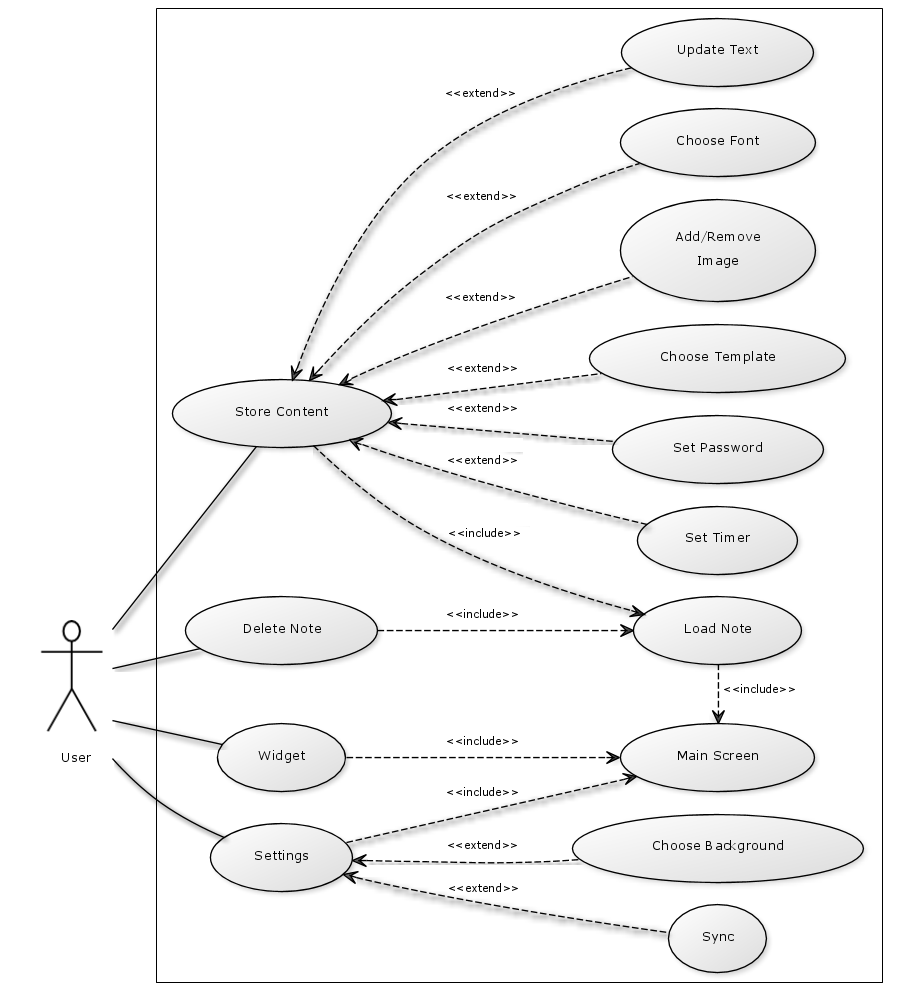 Update Text
<<extend>>
Choose Font
<<extend>>
Add/Remove
Image
<<extend>>
Choose Template
<<extend>>
Store Content
<<extend>>
Set Password
<<extend>>
Set Timer
<<include>>
Delete Note
<<include>>
Load Note
<<include>>
User
Widget
<<include>>
Main Screen
<<include>>
Settings
<<extend>>
Choose Background
<<extend>>
Sync